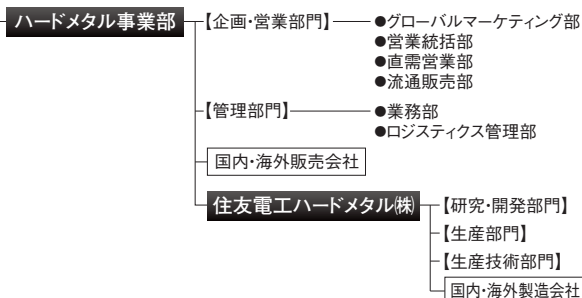 ハードメタル事業部
【企画・営業部門】
●グローバルマーケティング部
●営業統括部
●直需営業部
●流通販売部
【管理部門】
●業務部
●ロジスティクス管理部
国内・海外販売会社
住友電工ハードメタル㈱
【研究・開発部門】
【生産部門】
【生産技術部門】
国内・海外製造会社